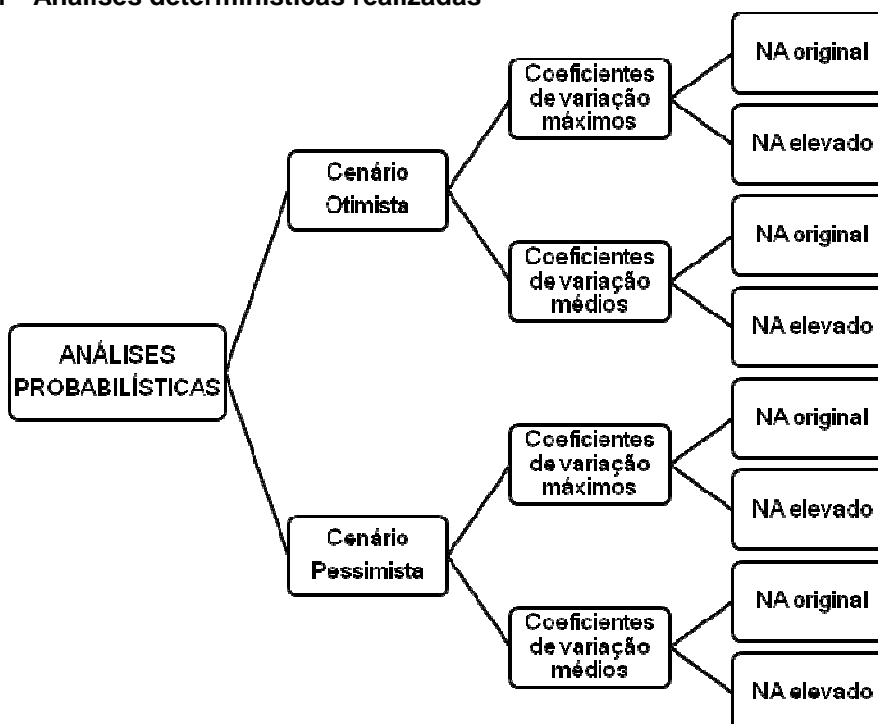 Análises determinísticas realizadas
NA original
Coeficientes
de variação
máximos
NA elevado
Cenário
Otimista
NA original
Coeficientes
de variação
médios
NA elevado
ANÁLISES
PROBABILÍSTICAS
NA original
Coeficientes
de variação
máximos
NA elevado
Cenário
Pessimista
NA original
Coeficientes
de variação
médios
NA elevado